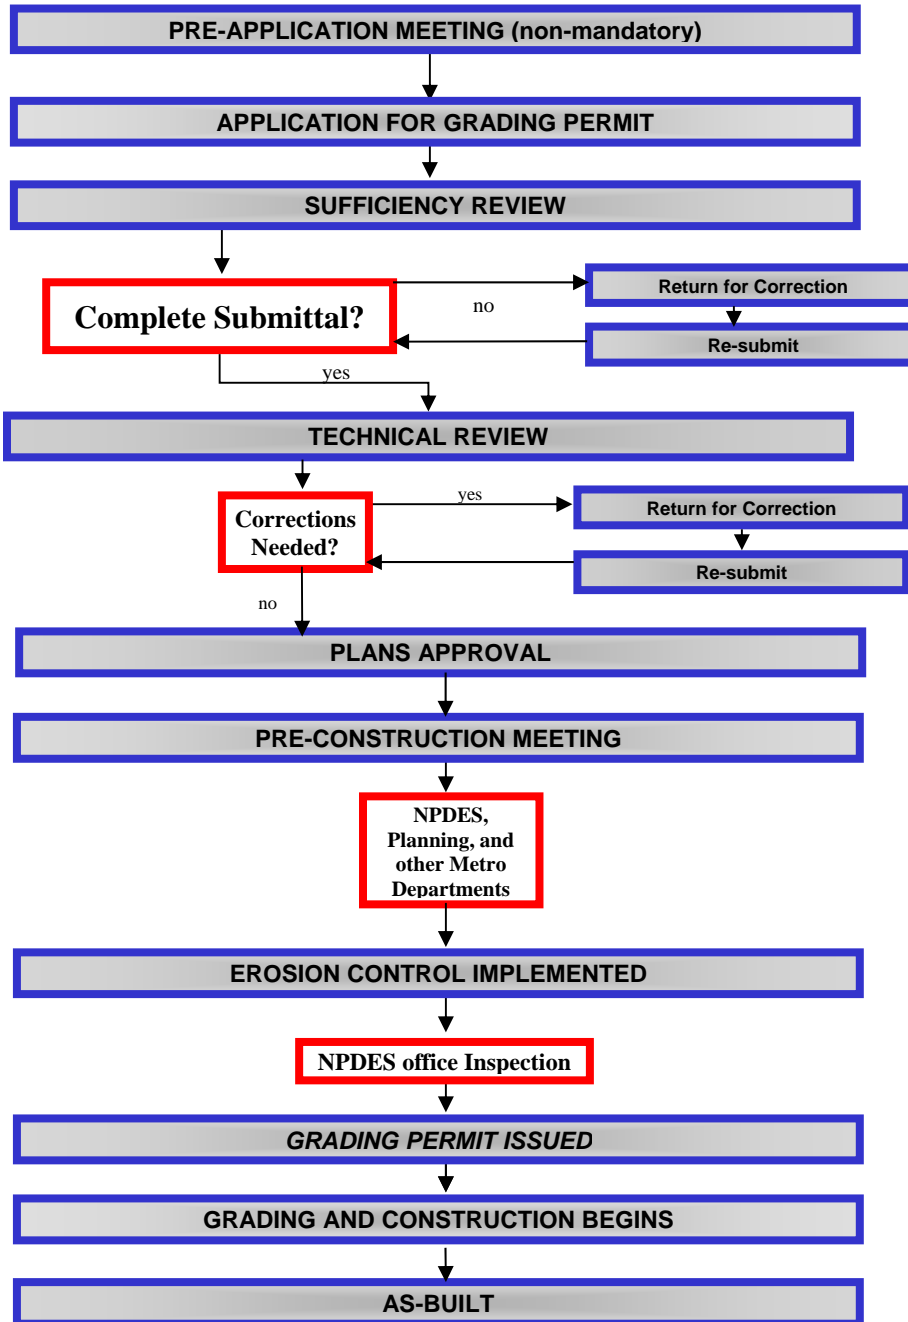 PRE-APPLICATION MEETING (non-mandatory)
APPLICATION FOR GRADING PERMIT
SUFFICIENCY REVIEW
Complete Submittal?
no
Return for Correction
Re-submit
yes
TECHNICAL REVIEW
Corrections
Needed?
yes
Return for Correction
Re-submit
no
PLANS APPROVAL
PRE-CONSTRUCTION MEETING
NPDES,
Planning, and
other Metro
Departments
EROSION CONTROL IMPLEMENTED
NPDES office Inspection
GRADING PERMIT ISSUED
GRADING AND CONSTRUCTION BEGINS
AS-BUILT